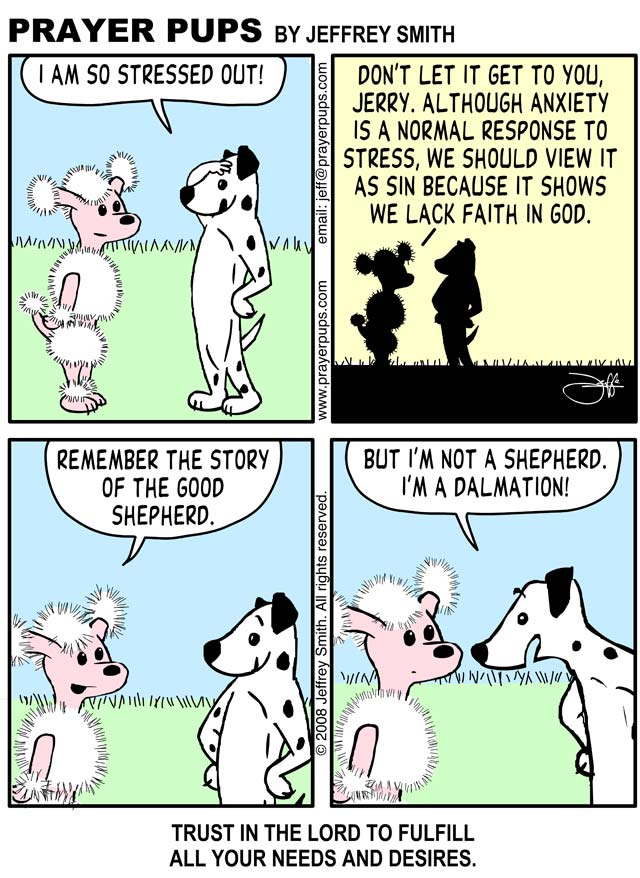 PRAYER PUPS BY JEFFREY SMITH
I AM SO STRESSED OUT!
www.prayerpups.com email: jeff@prayerpups.com
DON'T LET IT GET TO YOU,
JERRY. ALTHOUGH ANXIETY
IS A NORMAL RESPONSE TO
STRESS, WE SHOULD VIEW IT
AS SIN BECAUSE IT SHOWS
WE LACK FAITH IN GOD.
Jeff
REMEMBER THE STORY
OF THE GOOD
SHEPHERD.
© 2008 Jeffrey Smith. All rights reserved.
BUT I'M NOT A SHEPHERD.
I'M A DALMATION!
TRUST IN THE LORD TO FULFILL
ALL YOUR NEEDS AND DESIRES.